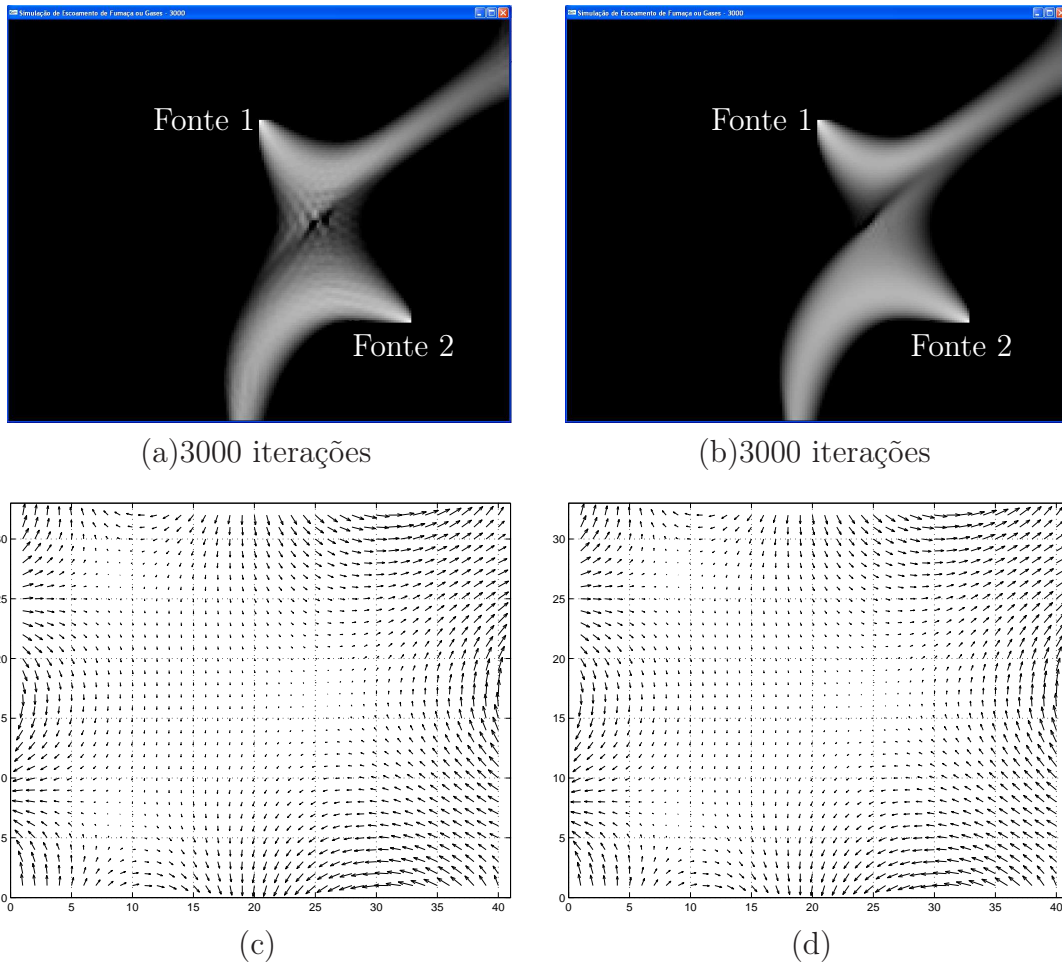 Simulação de Escoamento de Fumaça ou Gases - 3000
Simulação de Escoamento de Fumaça ou Gases - 3000
Fonte 1
Fonte 2
Fonte 1
Fonte 2
(a)3000 iterações
(b)3000 iterações
30
25
20
15
10
5
0
0 5 10 15 20 25 30 35 40
30
25
20
15
10
5
0
0 5 10 15 20 25 30 35 40
(c)
(d)